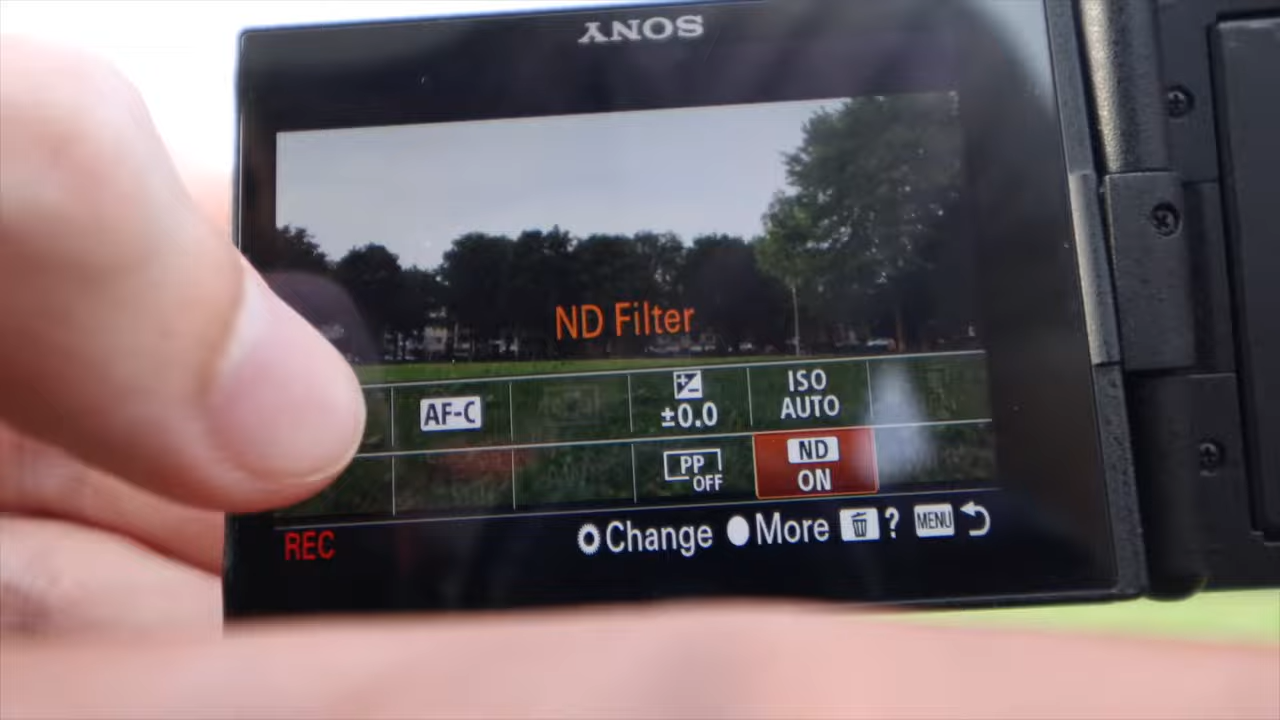 SONY
ND Filter
AF-C
±0.0
ISO
AUTO
PP
OFF
ND
ON
REC
Change More ? MENU